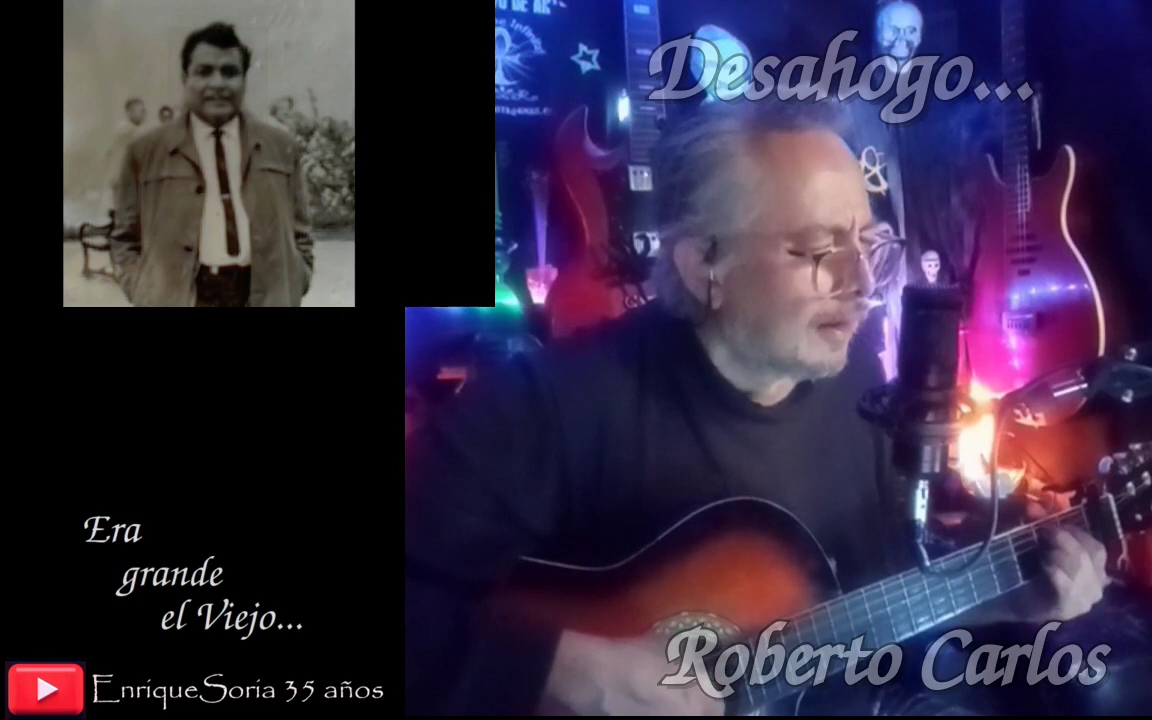 Desahogo...
Era
grande
el Viejo...
Roberto Carlos
EnriqueSoria 35 años